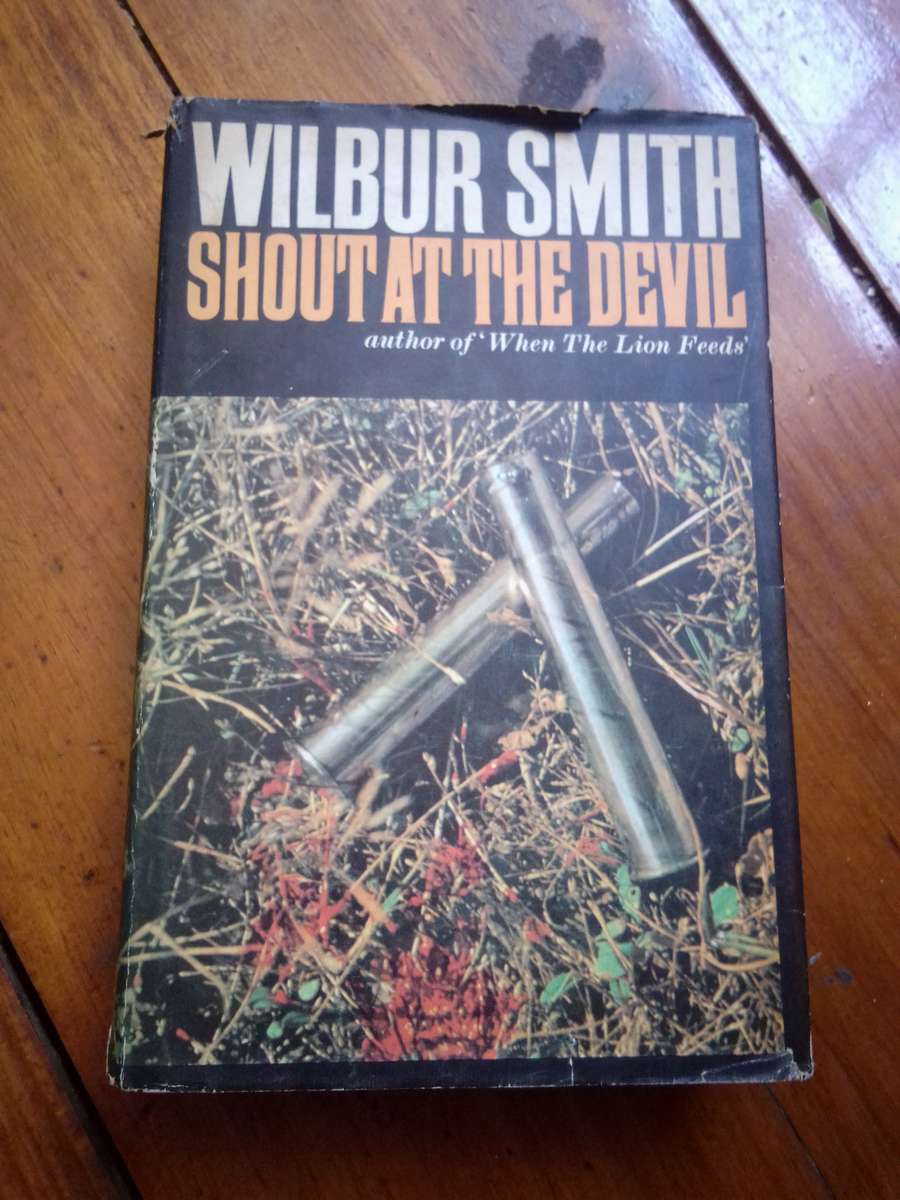 WILBUR SMITH
SHOUT AT THE DEVIL
author of ‘When The Lion Feeds’